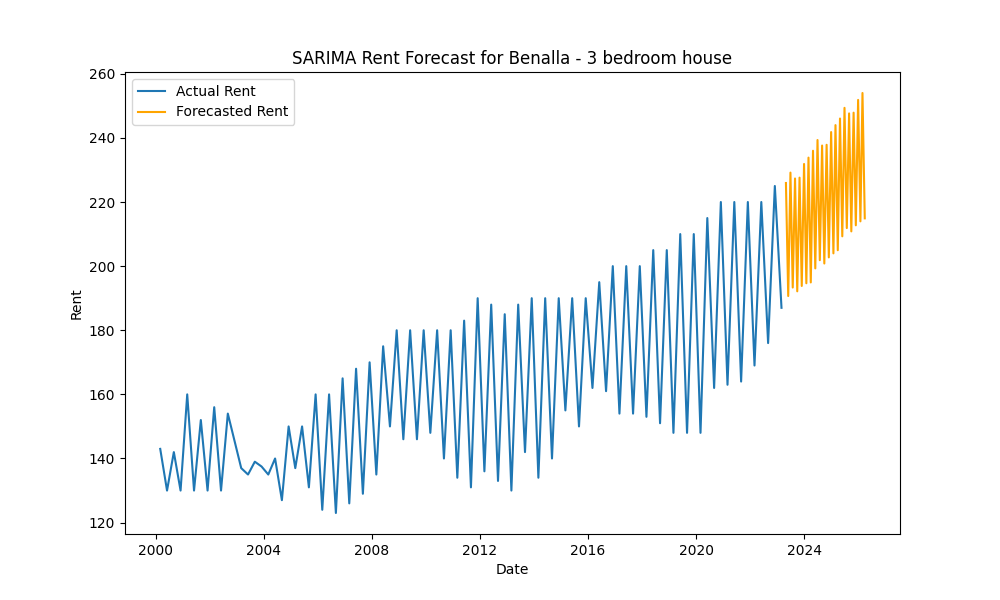 SARIMA Rent Forecast for Benalla - 3 bedroom house
Actual Rent
Forecasted Rent
260
240
220
200
180
160
140
120
Rent
2000 2004 2008 2012 2016 2020 2024
Date